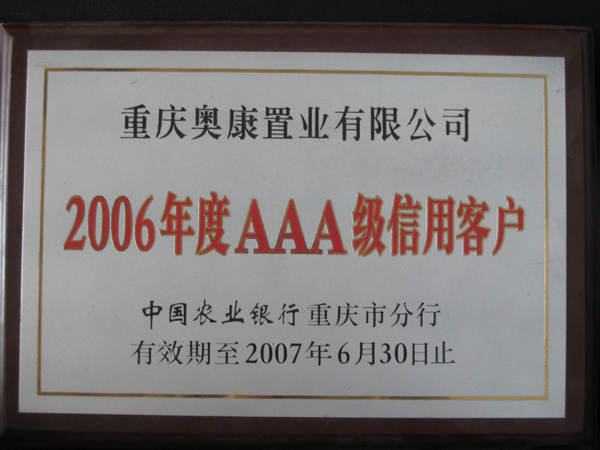 重庆奥康置业有限公司
2006年度AAA级信用客户
中国农业银行重庆市分行
有效期至2007年6月30日止